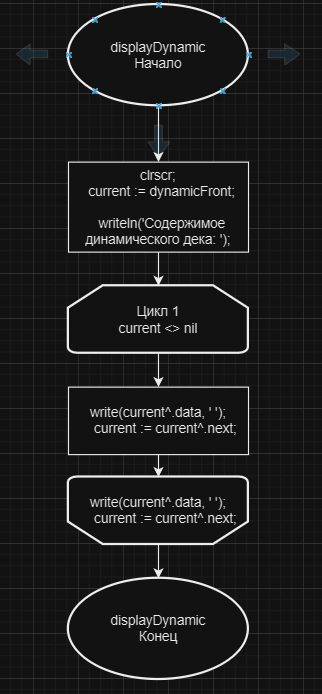 displayDynamic
Начало
clrscr;
current := dynamicFront;
writeln('Содержимое
динамического дека: ');
Цикл 1
current <> nil
write(current^.data, ' ');
current := current^.next;
write(current^.data, ' ');
current := current^.next;
displayDynamic
Конец